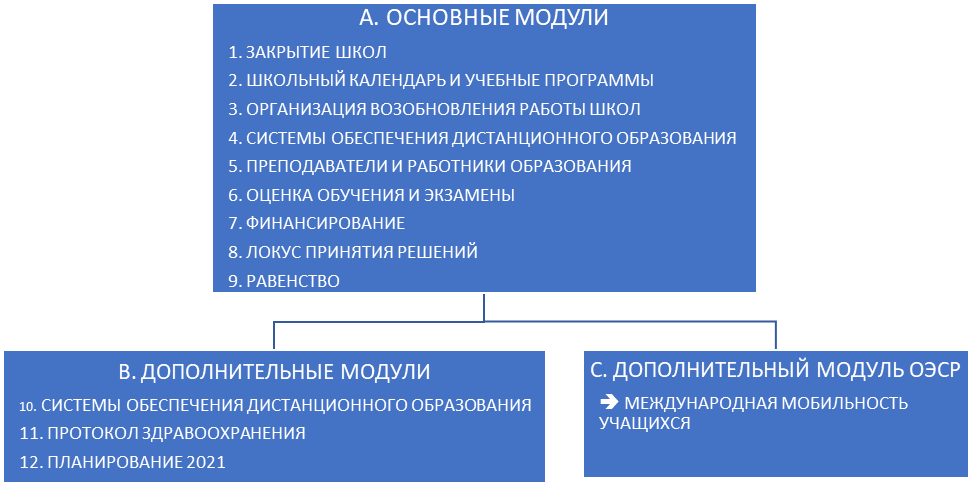 А. ОСНОВНЫЕ МОДУЛИ
1. ЗАКРЫТИЕ ШКОЛ
2. ШКОЛЬНЫЙ КАЛЕНДАРЬ И УЧЕБНЫЕ ПРОГРАММЫ
3. ОРГАНИЗАЦИЯ ВОЗОБНОВЛЕНИЯ РАБОТЫ ШКОЛ
4. СИСТЕМЫ ОБЕСПЕЧЕНИЯ ДИСТАНЦИОННОГО ОБРАЗОВАНИЯ
5. ПРЕПОДАВАТЕЛИ И РАБОТНИКИ ОБРАЗОВАНИЯ
6. ОЦЕНКА ОБУЧЕНИЯ И ЭКЗАМЕНЫ
7. ФИНАНСИРОВАНИЕ
8. ЛОКУС ПРИНЯТИЯ РЕШЕНИЙ
9. РАВЕНСТВО
B. ДОПОЛНИТЕЛЬНЫЕ МОДУЛИ
10. СИСТЕМЫ ОБЕСПЕЧЕНИЯ ДИСТАНЦИОННОГО ОБРАЗОВАНИЯ
11. ПРОТОКОЛ ЗДРАВООХРАНЕНИЯ
12. ПЛАНИРОВАНИЕ 2021
C. ДОПОЛНИТЕЛЬНЫЙ МОДУЛЬ ОЭСР
➔ МЕЖДУНАРОДНАЯ МОБИЛЬНОСТЬ
УЧАЩИХСЯ